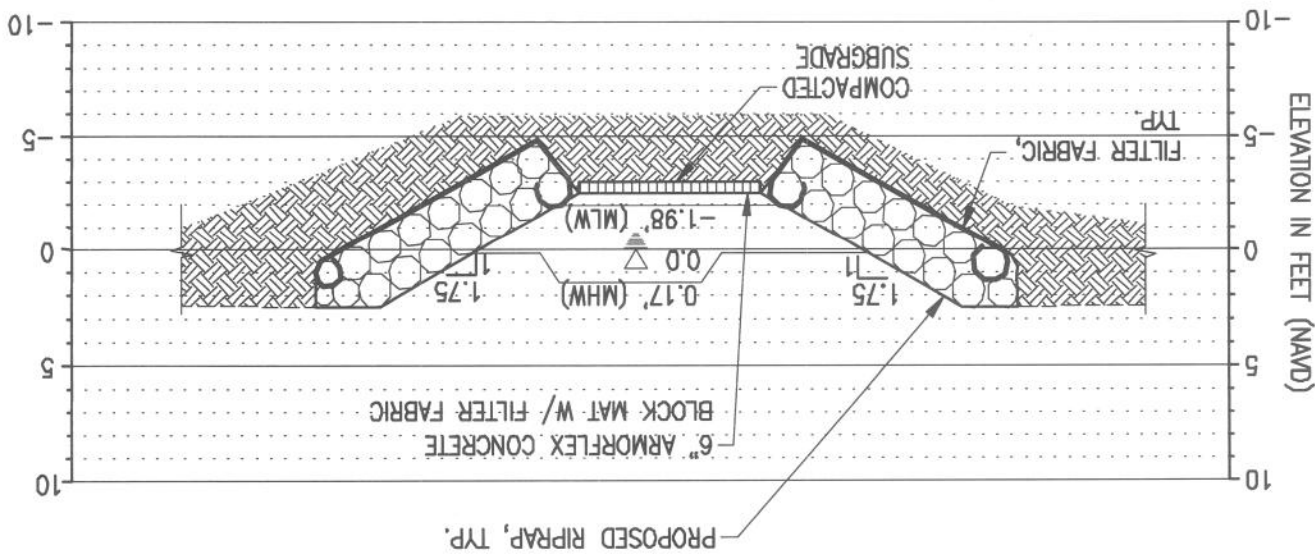 PROPOSED RIPRAP, TYP.
6" ARMORFLEX CONCRETE
BLOCK MAT W/ FILTER FABRIC
ELEVATION IN FEET (NAVD)
10
5
0
-5
-10
10
5
0
-5
-10
1.75
1
1.75
1
0.17' (MHW)
0.0
-1.98' (MLW)
FILTER FABRIC,
TYP.
COMPACTED
SUBGRADE